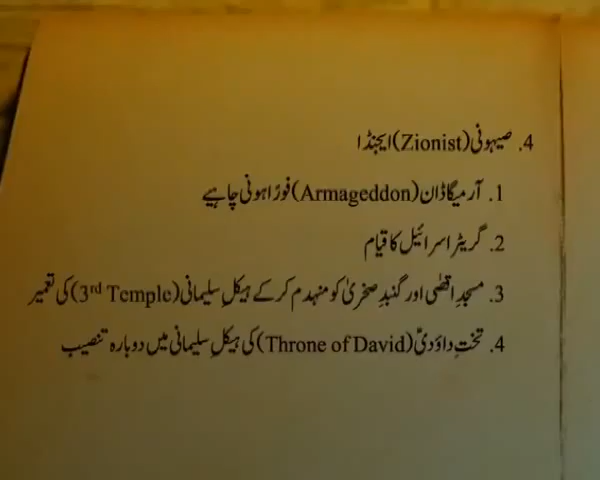 4. صیہونی (Zionist) ایجنڈا
1. آرمیگاڈان (Armageddon) فورًا ہونی چاہیے
2. گریٹر اسرائیل کا قیام
3. مسجدِ اقصٰی اور گنبدِ صخریٰ کو منہدم کر کے ہیکلِ سلیمانی (3rd Temple) کی تعمیر
4. تختِ داؤدیؑ (Throne of David) کی ہیکلِ سلیمانی میں دوبارہ تنصیب